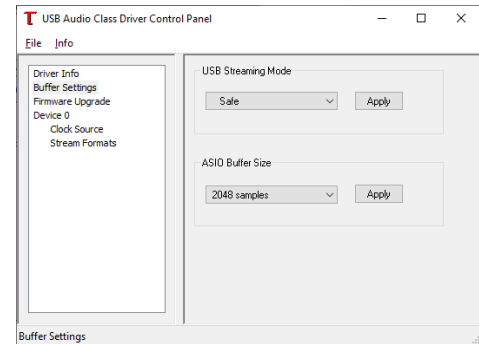 USB Audio Class Driver Control Panel
File Info
Driver Info
Buffer Settings
Firmware Upgrade
Device 0
Clock Source
Stream Formats
USB Streaming Mode
Safe
Apply
ASIO Buffer Size
2048 samples
Apply
Buffer Settings